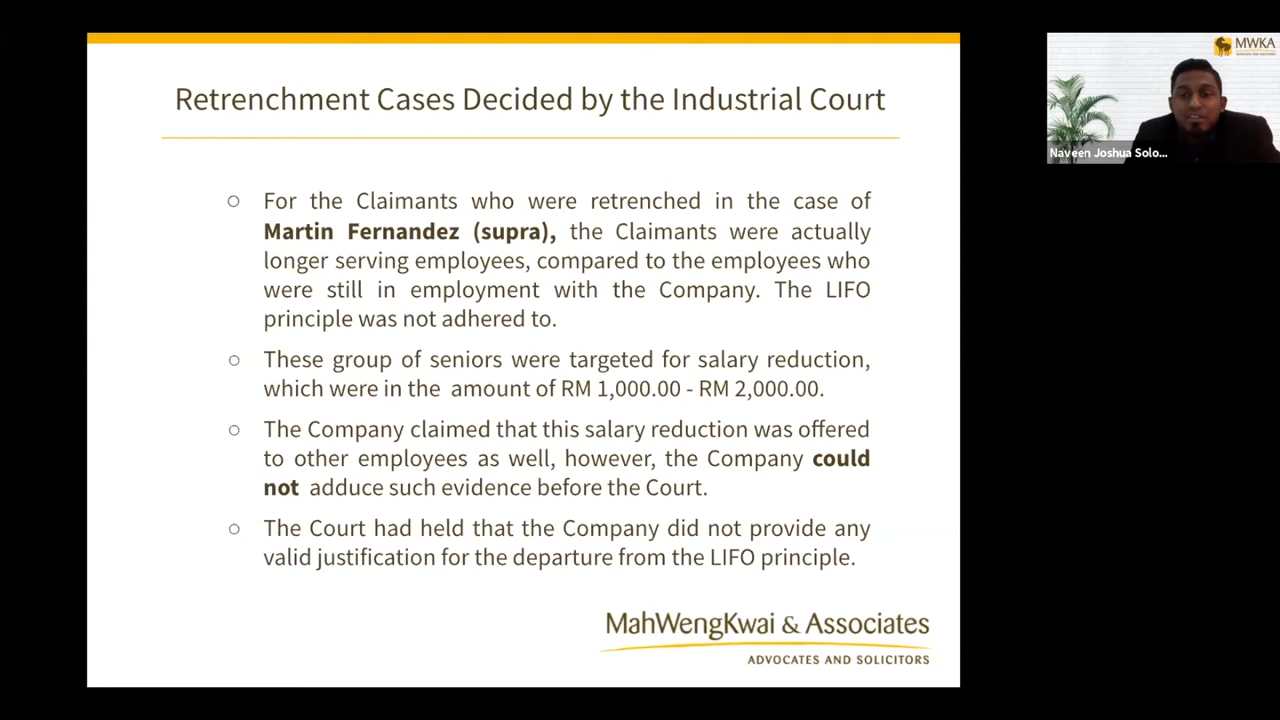 Retrenchment Cases Decided by the Industrial Court
○ For the Claimants who were retrenched in the case of
Martin Fernandez (supra), the Claimants were actually
longer serving employees, compared to the employees who
were still in employment with the Company. The LIFO
principle was not adhered to.
○ These group of seniors were targeted for salary reduction,
which were in the amount of RM 1,000.00 - RM 2,000.00.
○ The Company claimed that this salary reduction was offered
to other employees as well, however, the Company could
not adduce such evidence before the Court.
○ The Court had held that the Company did not provide any
valid justification for the departure from the LIFO principle.
MahWengKwai & Associates
ADVOCATES AND SOLICITORS
MWKA
Naveen Joshua Solo...